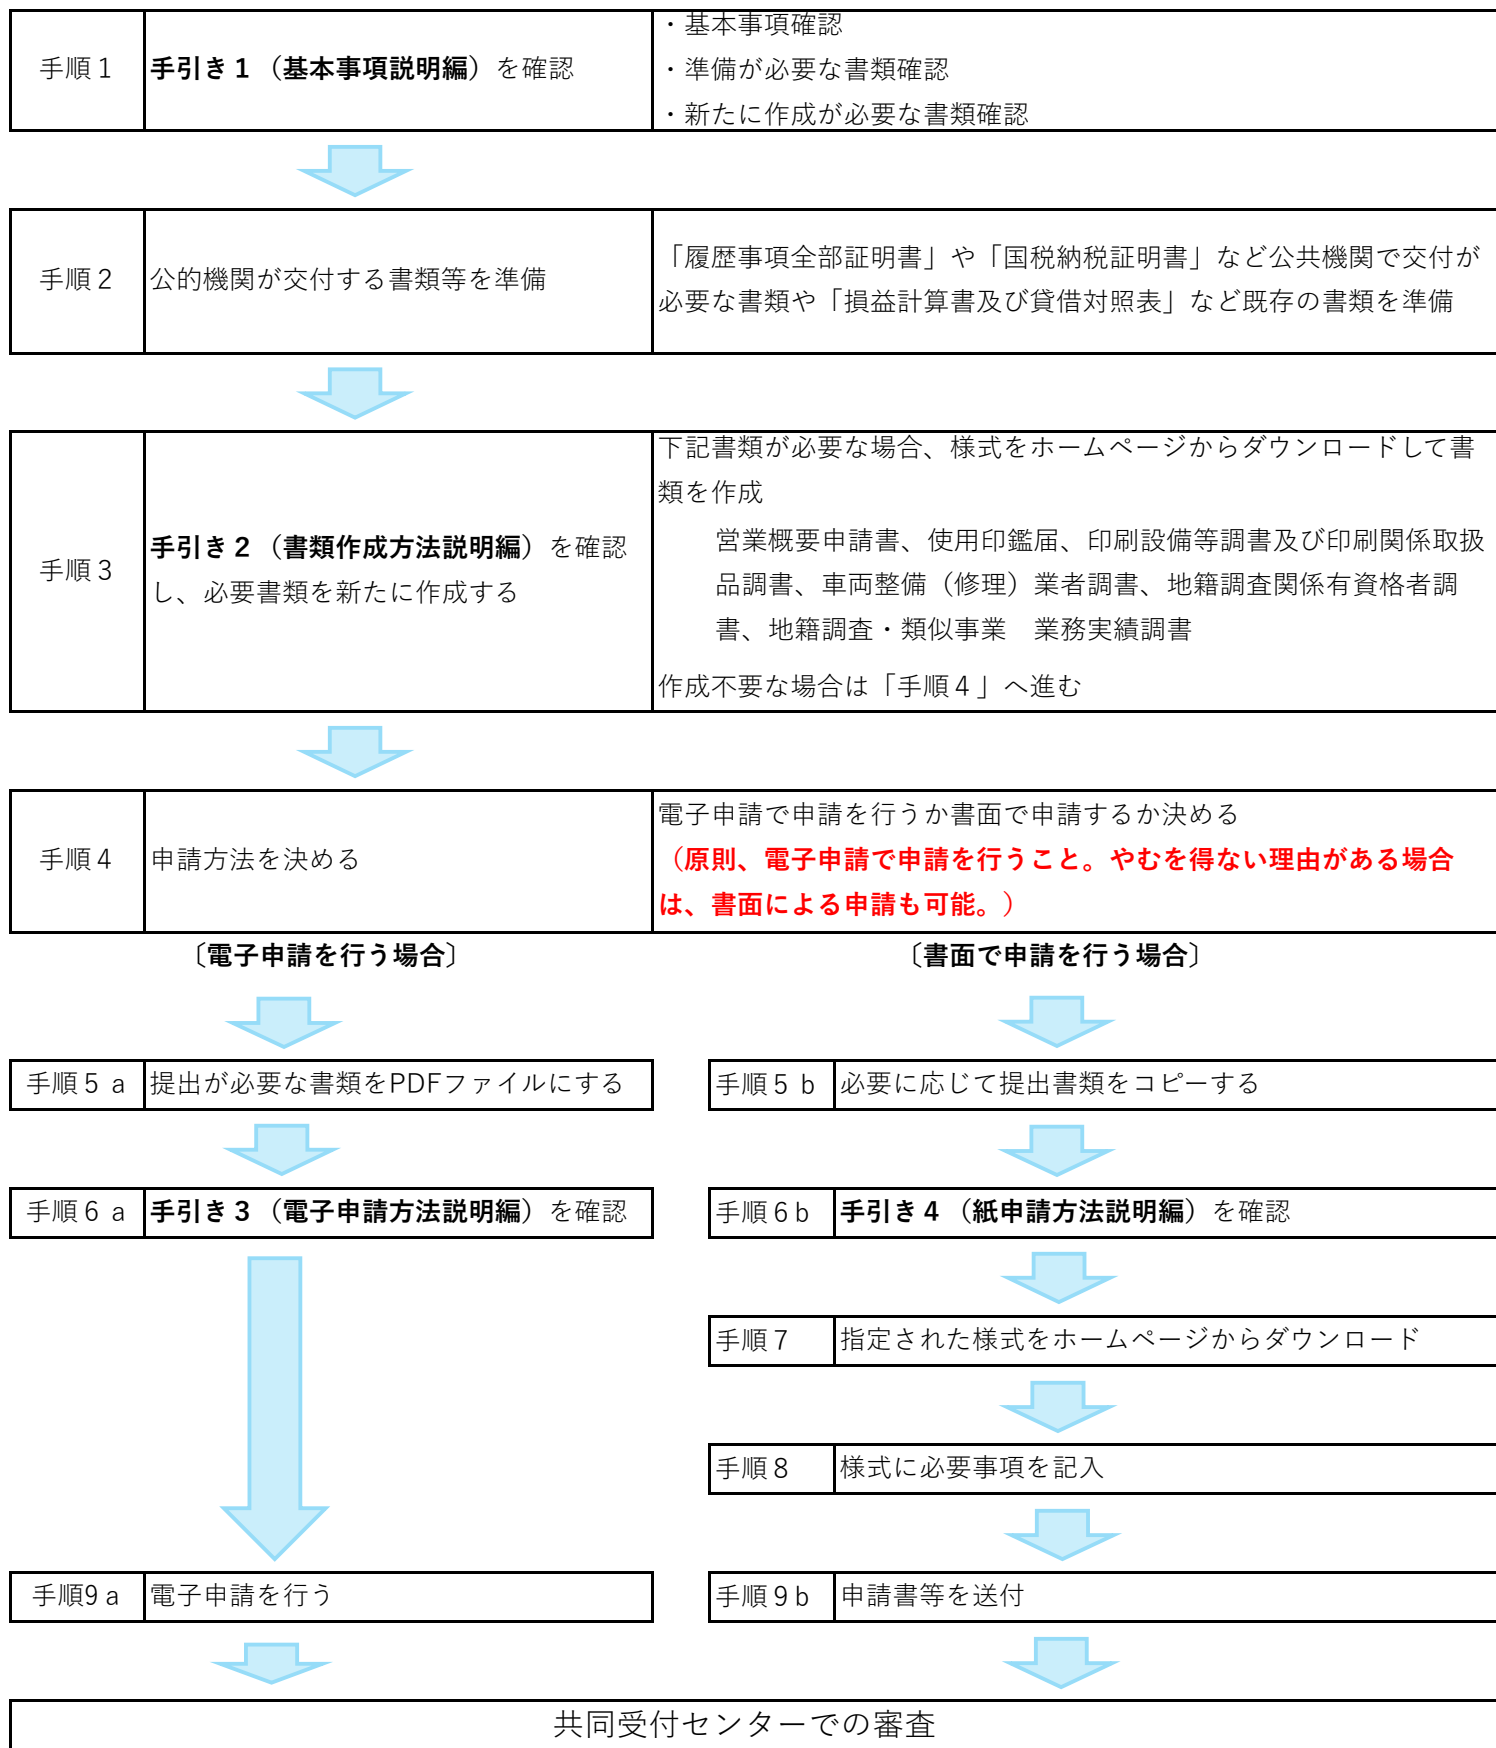 手順１
手引き１（基本事項説明編）を確認
・基本事項確認
・準備が必要な書類確認
・新たに作成が必要な書類確認
手順２
公的機関が交付する書類等を準備
「履歴事項全部証明書」や「国税納税証明書」など公共機関で交付が
必要な書類や「損益計算書及び貸借対照表」など既存の書類を準備
手順３
手引き２（書類作成方法説明編）を確認
し、必要書類を新たに作成する
下記書類が必要な場合、様式をホームページからダウンロードして書
類を作成
営業概要申請書、使用印鑑届、印刷設備等調書及び印刷関係取扱
品調書、車両整備（修理）業者調書、地籍調査関係有資格者調
書、地籍調査・類似事業　業務実績調書
作成不要な場合は「手順４」へ進む
手順４
申請方法を決める
電子申請で申請を行うか書面で申請するか決める
（原則、電子申請で申請を行うこと。やむを得ない理由がある場合
は、書面による申請も可能。）
〔電子申請を行う場合〕
〔書面で申請を行う場合〕
手順５ａ
提出が必要な書類をPDFファイルにする
手順５ｂ
必要に応じて提出書類をコピーする
手順６ａ
手引き３（電子申請方法説明編）を確認
手順６b
手引き４（紙申請方法説明編）を確認
手順７
指定された様式をホームページからダウンロード
手順８
様式に必要事項を記入
手順9 a
電子申請を行う
手順９b
申請書等を送付
共同受付センターでの審査